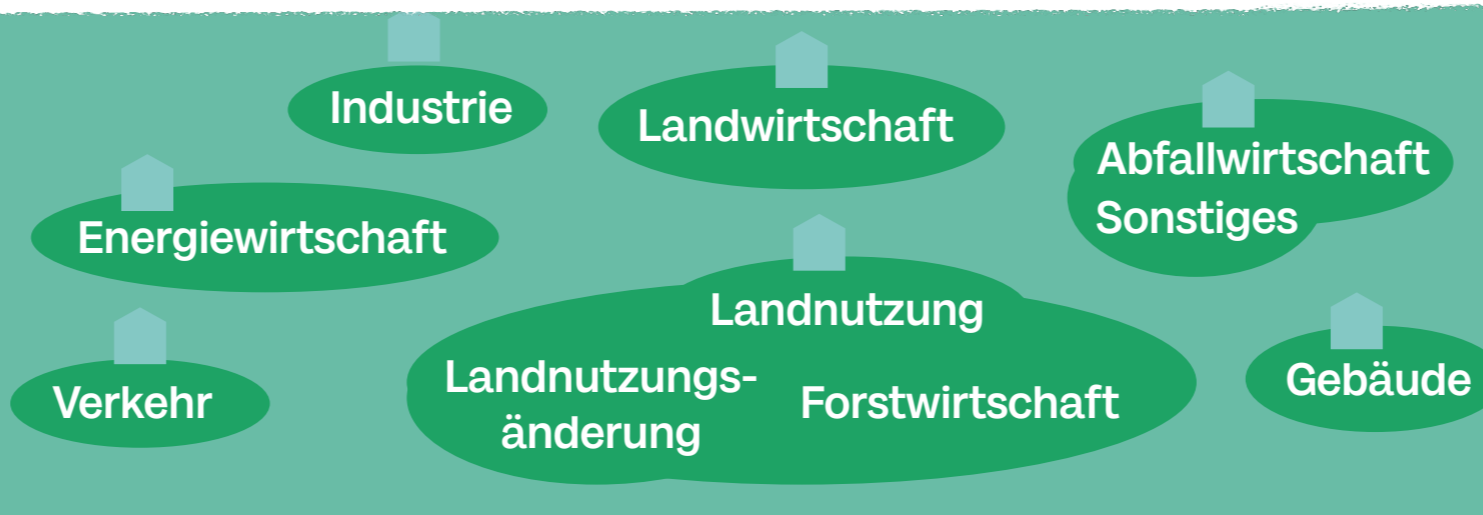 Industrie
Landwirtschaft
Abfallwirtschaft
Sonstiges
Energiewirtschaft
Landnutzung
Landnutzungs-
änderung
Forstwirtschaft
Verkehr
Gebäude